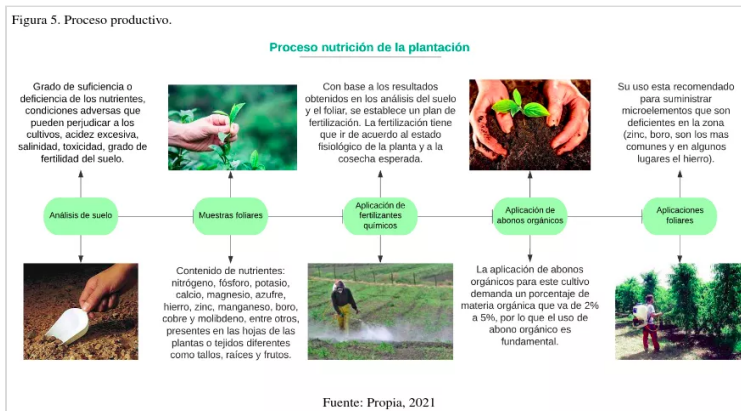 Figura 5. Proceso productivo.
Proceso nutrición de la plantación
Grado de suficiencia o
deficiencia de los nutrientes,
condiciones adversas que
pueden perjudicar a los
cultivos, acidez excesiva,
salinidad, toxicidad, grado de
fertilidad del suelo.
Con base a los resultados
obtenidos en los análisis del suelo
y el foliar, se establece un plan de
fertilización. La fertilización tiene
que ir de acuerdo al estado
fisiológico de la planta y a la
cosecha esperada.
Su uso esta recomendado
para suministrar
microelementos que son
deficientes en la zona
(zinc, boro, son los mas
comunes y en algunos
lugares el hierro).
Análisis de suelo
Muestras foliares
Aplicación de
fertilizantes
químicos
Aplicación de
abonos orgánicos
Aplicaciones
foliares
Contenido de nutrientes:
nitrógeno, fósforo, potasio,
calcio, magnesio, azufre,
hierro, zinc, manganeso, boro,
cobre y molibdeno, entre otros,
presentes en las hojas de las
plantas o tejidos diferentes
como tallos, raíces y frutos.
La aplicación de abonos
orgánicos para este cultivo
demanda un porcentaje de
materia orgánica que va de 2%
a 5%, por lo que el uso de
abono orgánico es
fundamental.
Fuente: Propia, 2021